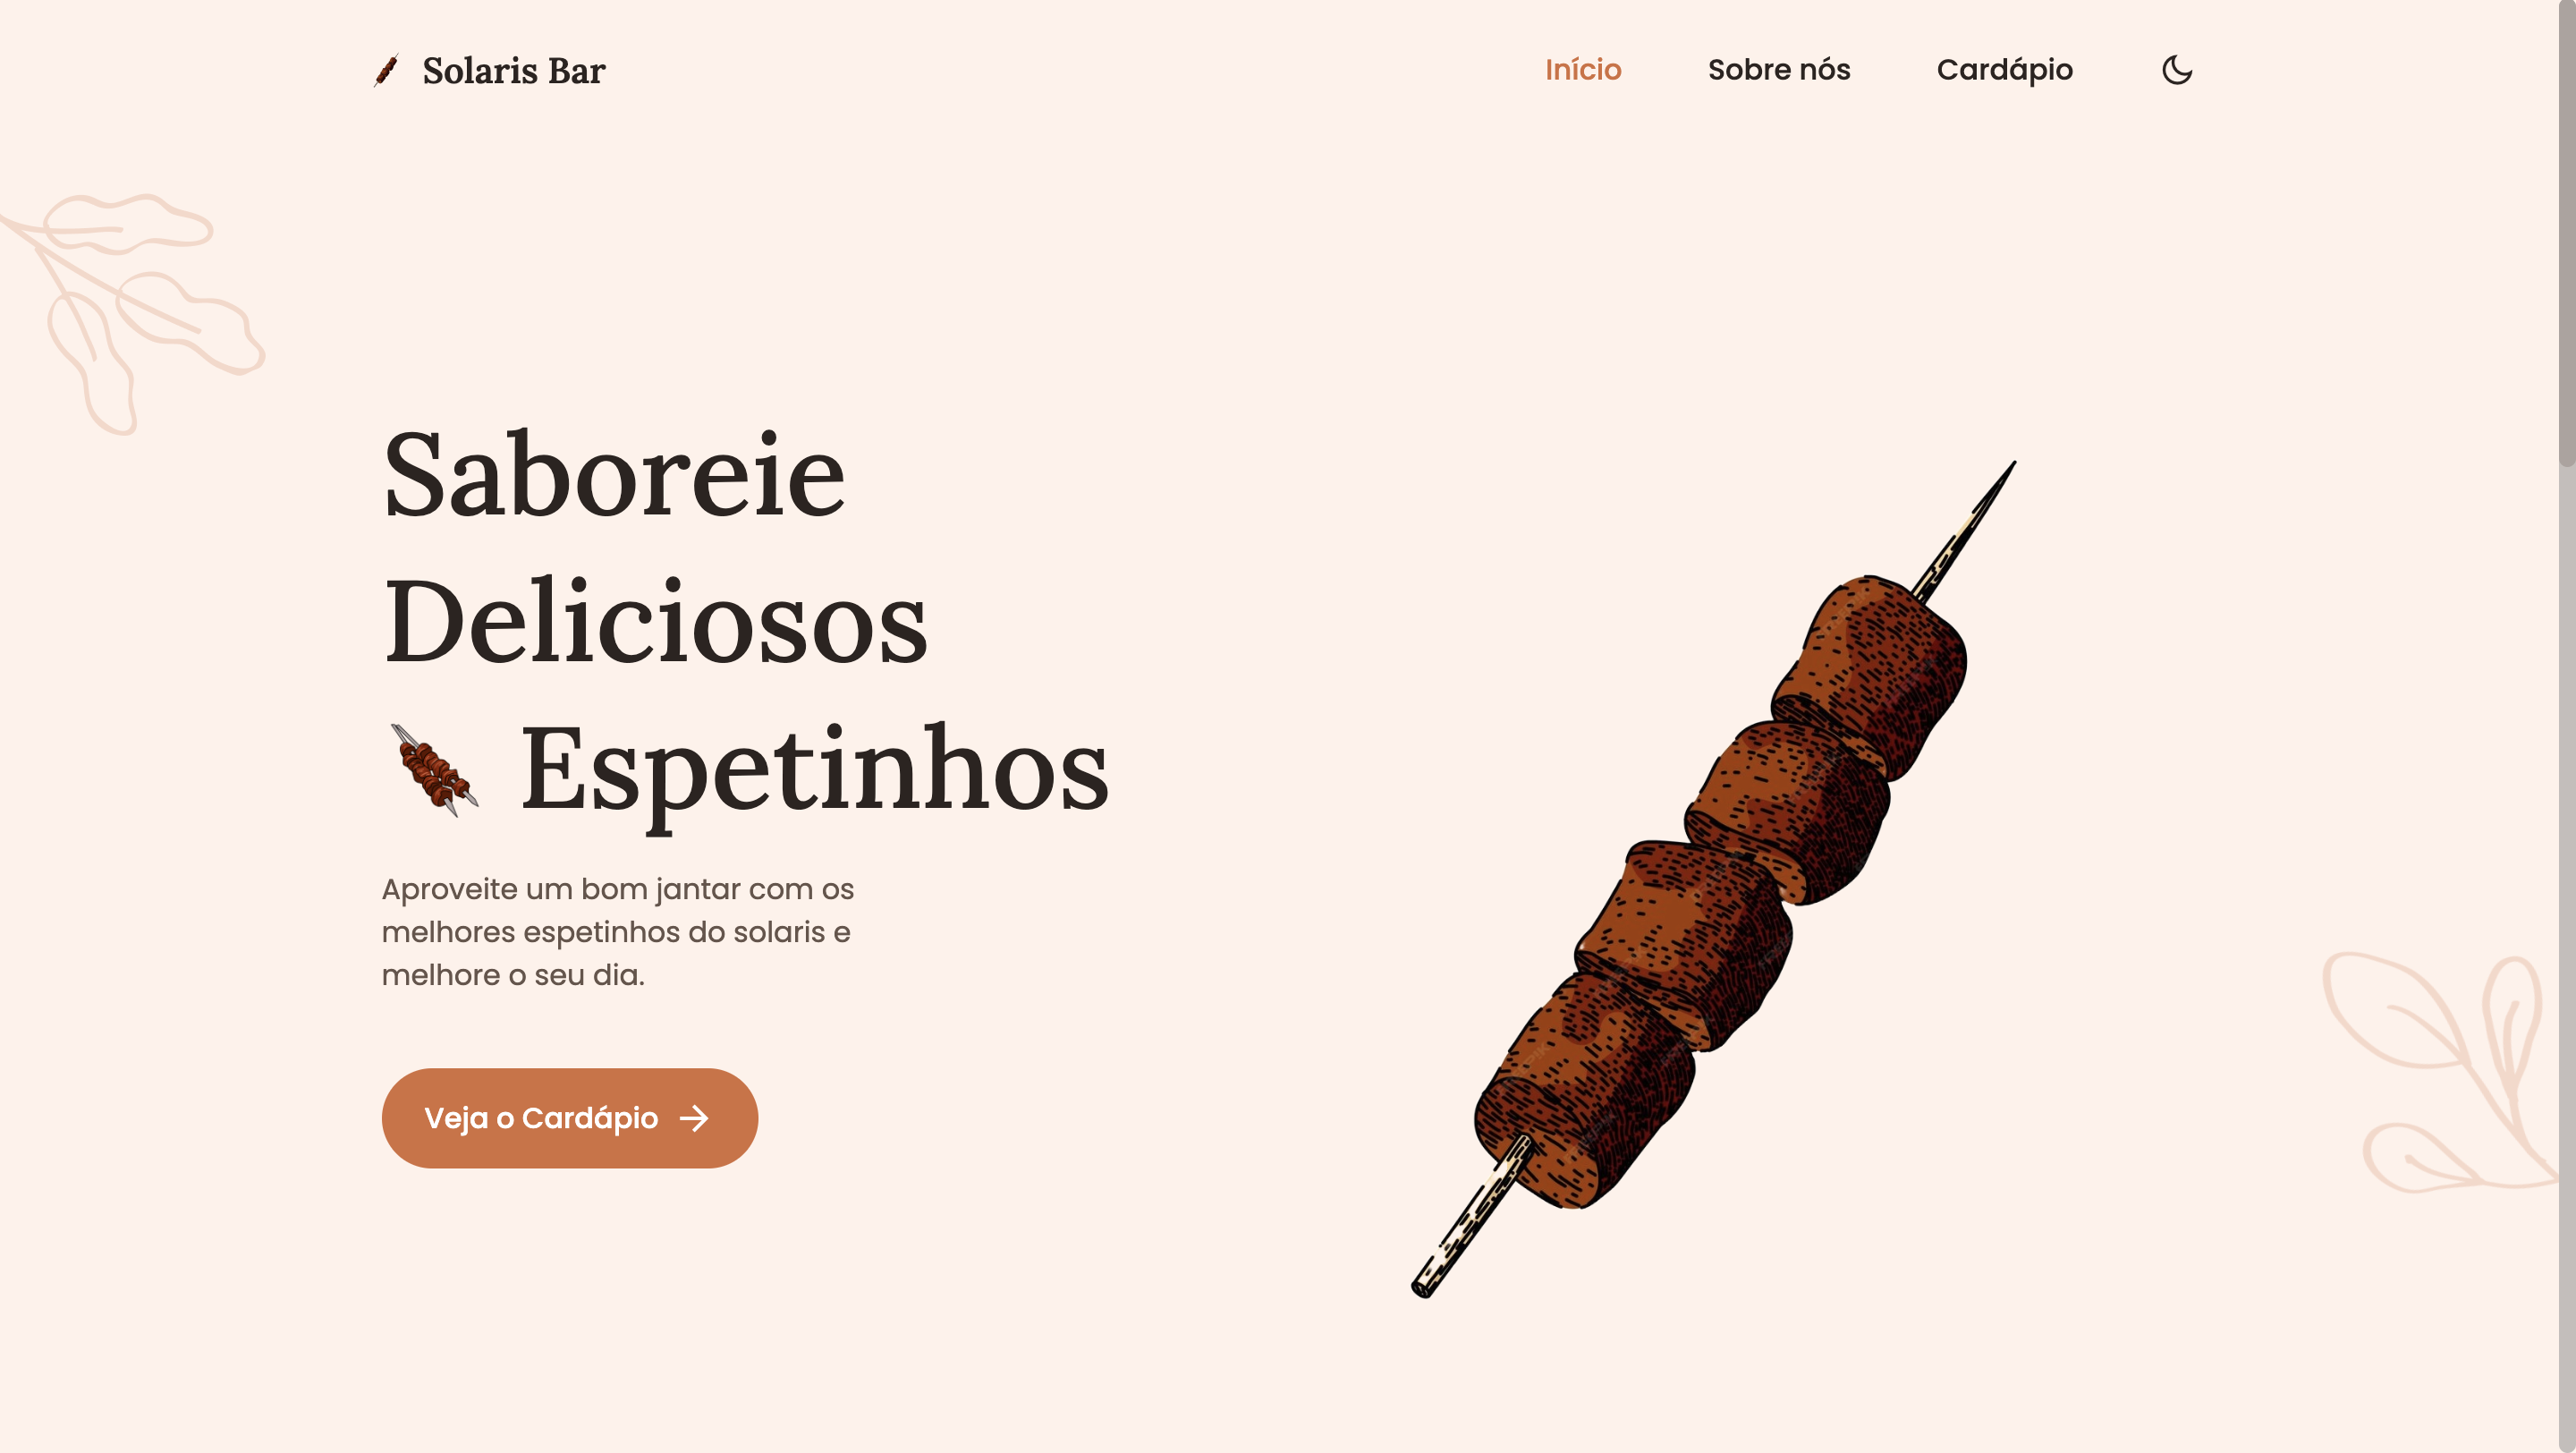 Solaris Bar
Início
Sobre nós
Cardápio
Saboreie
Deliciosos
Espetinhos
Aproveite um bom jantar com os
melhores espetinhos do solaris e
melhore o seu dia.
Veja o Cardápio